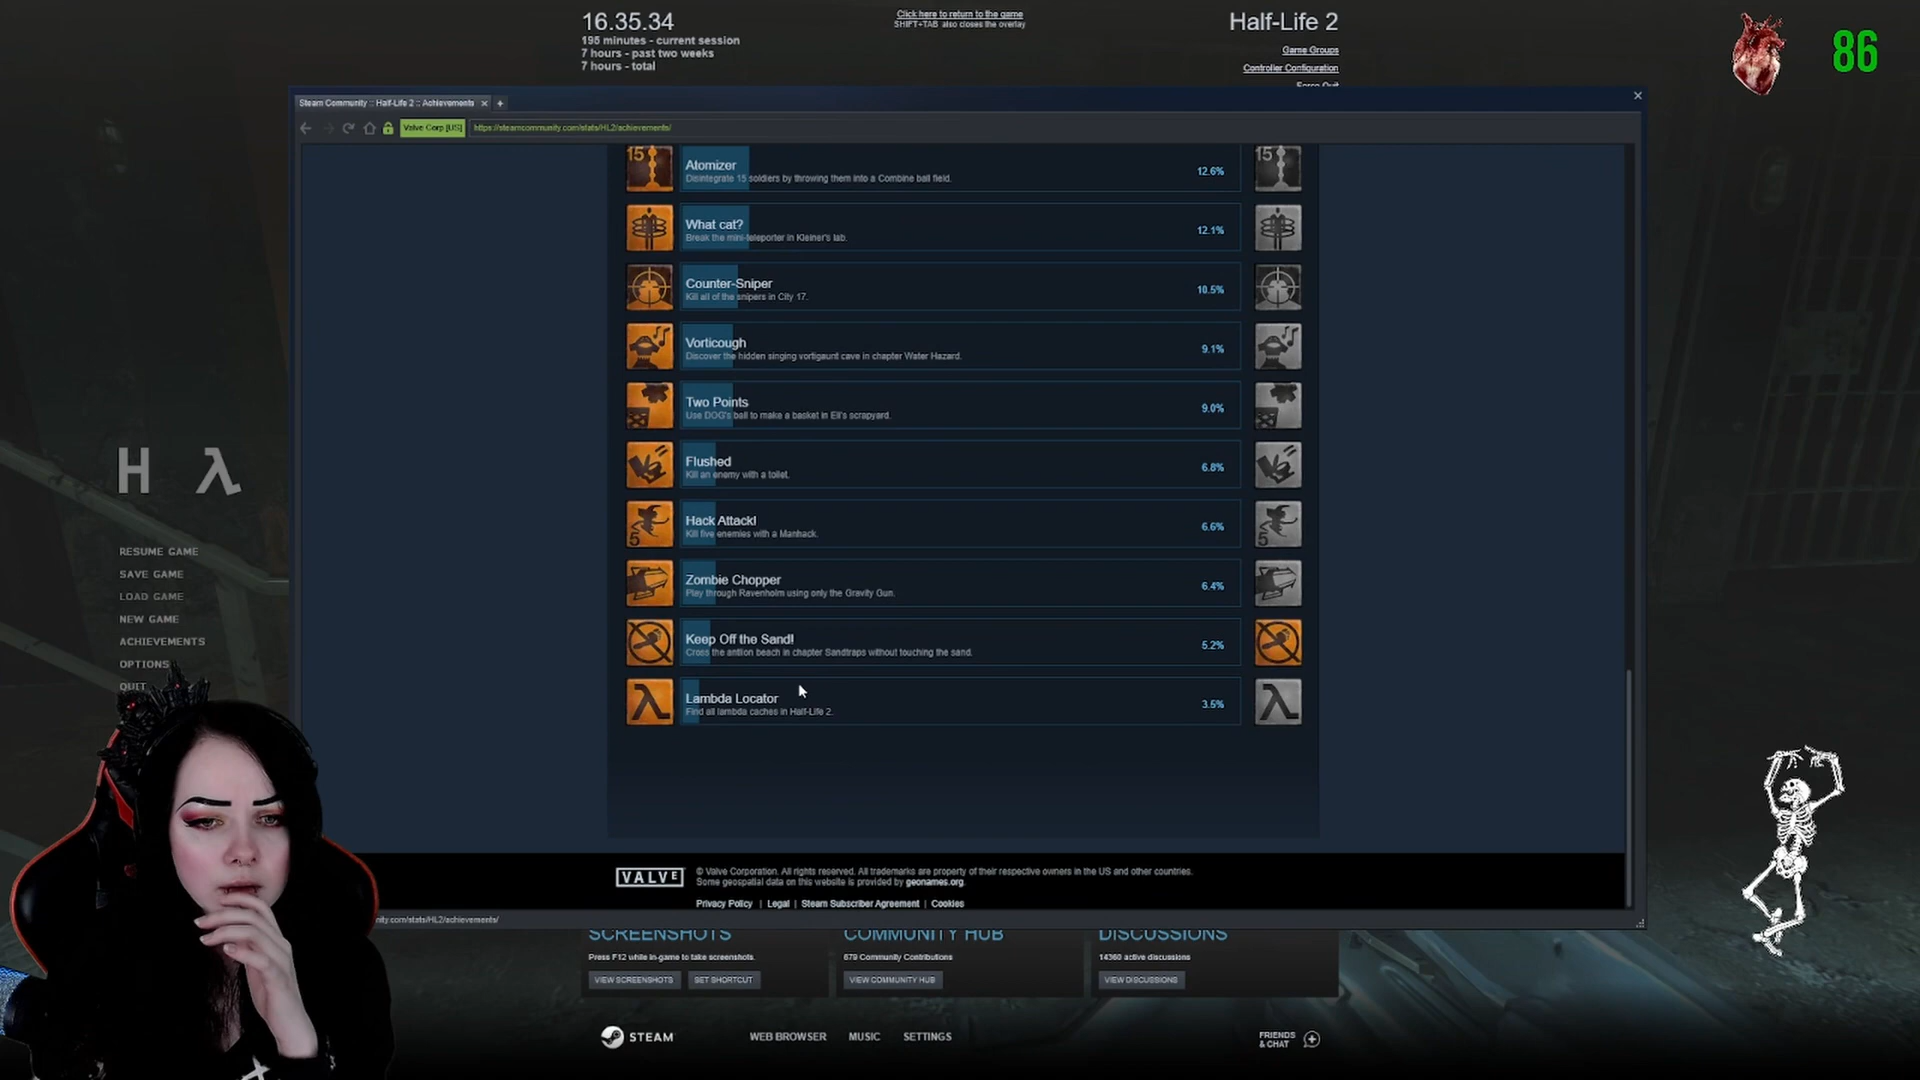 16.35.34
195 minutes - current session
7 hours - past two weeks
7 hours - total
Click here to return to the game
SHIFT+TAB also closes the overlay
Half-Life 2
Game Groups
Controller Configuration
Force Quit
86
Steam Community :: Half-Life 2 :: Achievements
Valve Corp [US]
https://steamcommunity.com/stats/HL2/achievements/
15
Atomizer
Disintegrate 15 soldiers by throwing them into a Combine ball field.
12.6%
15
What cat?
Break the mini-teleporter in Kleiner's lab.
12.1%
Counter-Sniper
Kill all of the snipers in City 17.
10.5%
Vorticough
Discover the hidden singing vortigaunt cave in chapter Water Hazard.
9.1%
Two Points
Use DOG's ball to make a basket in Eli's scrapyard.
9.0%
Flushed
Kill an enemy with a toilet.
6.8%
Hack Attack!
Kill five enemies with a Manhack.
6.6%
5
5
Zombie Chopper
Play through Ravenholm using only the Gravity Gun.
6.4%
Keep Off the Sand!
Cross the antlion beach in chapter Sandtraps without touching the sand.
5.2%
Lambda Locator
Find all lambda caches in Half-Life 2.
3.5%
H λ
RESUME GAME
SAVE GAME
LOAD GAME
NEW GAME
ACHIEVEMENTS
OPTIONS
QUIT
VALVE
© Valve Corporation. All rights reserved. All trademarks are property of their respective owners in the US and other countries.
Some geospatial data on this website is provided by geonames.org.
Privacy Policy | Legal | Steam Subscriber Agreement | Cookies
nity.com/stats/HL2/achievements/
SCREENSHOTS
Press F12 while in-game to take screenshots.
VIEW SCREENSHOTS
SET SHORTCUT
COMMUNITY HUB
679 Community Contributions
VIEW COMMUNITY HUB
DISCUSSIONS
14360 active discussions
VIEW DISCUSSIONS
STEAM
WEB BROWSER
MUSIC
SETTINGS
FRIENDS
& CHAT